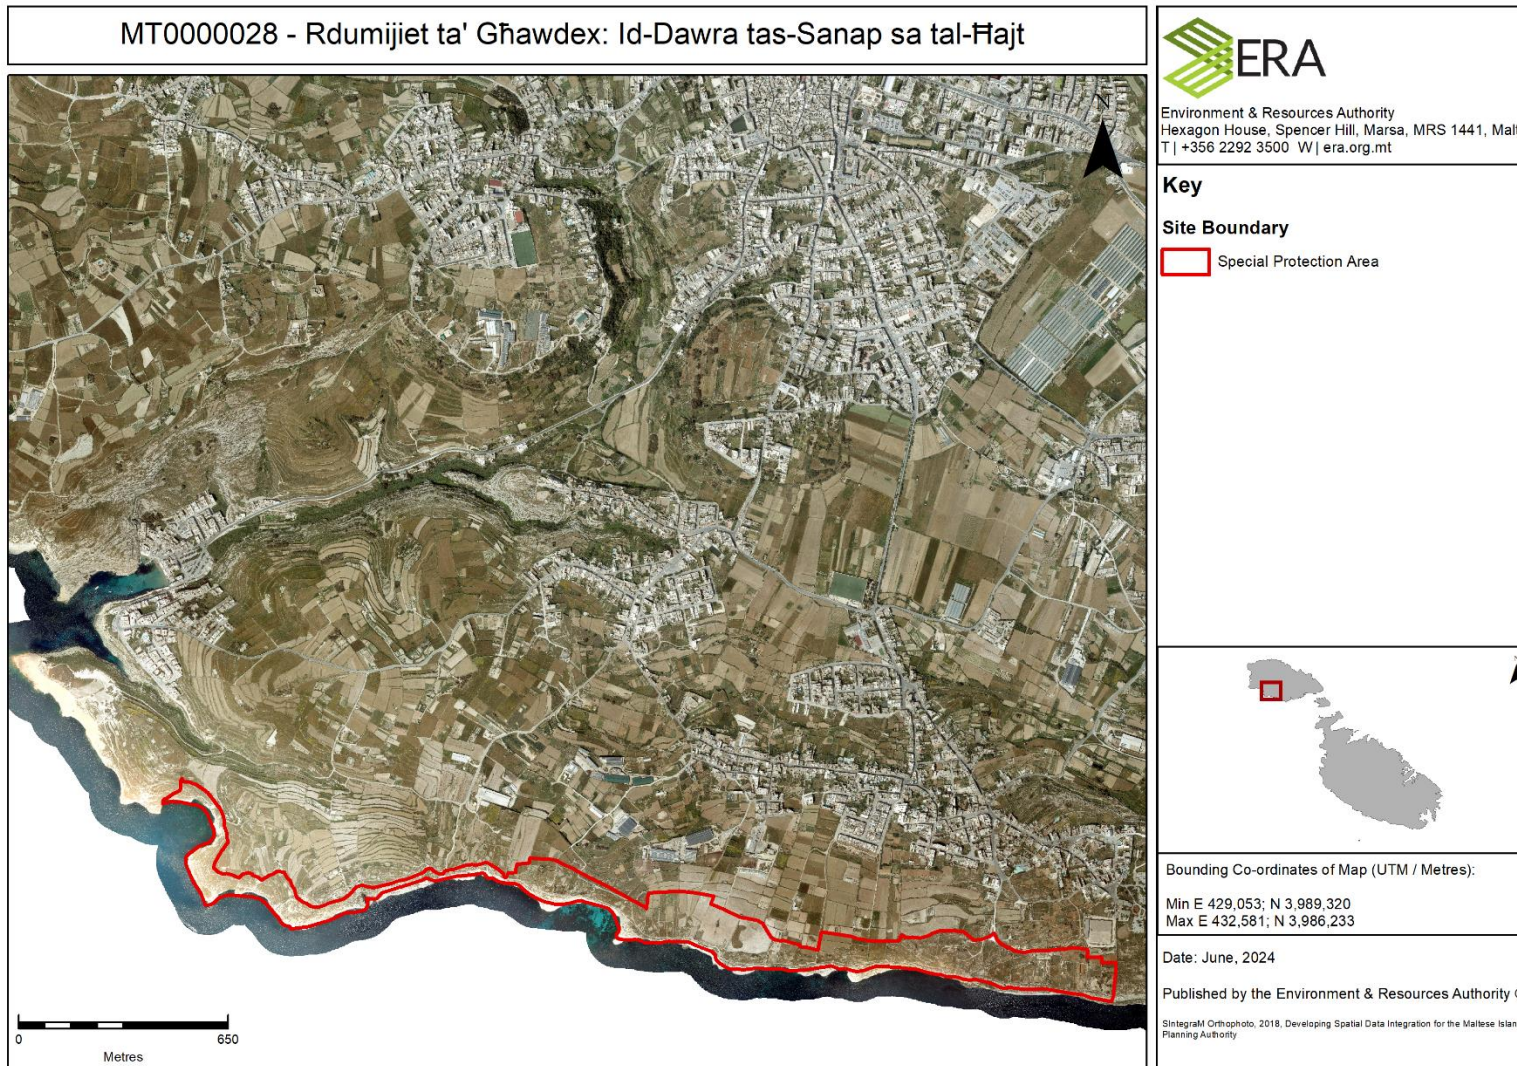 MT0000028 - Rdumijiet ta' Għawdex: Id-Dawra tas-Sanap sa tal-Ħajt
N
0
650
Metres
ERA
Environment & Resources Authority
Hexagon House, Spencer Hill, Marsa, MRS 1441, Malt
T | +356 2292 3500 W | era.org.mt
Key
Site Boundary
Special Protection Area
Bounding Co-ordinates of Map (UTM / Metres):
Min E 429,053; N 3,989,320
Max E 432,581; N 3,986,233
Date: June, 2024
Published by the Environment & Resources Authority ©
SIntegraM Orthophoto, 2018, Developing Spatial Data Integration for the Maltese Islan
Planning Authority